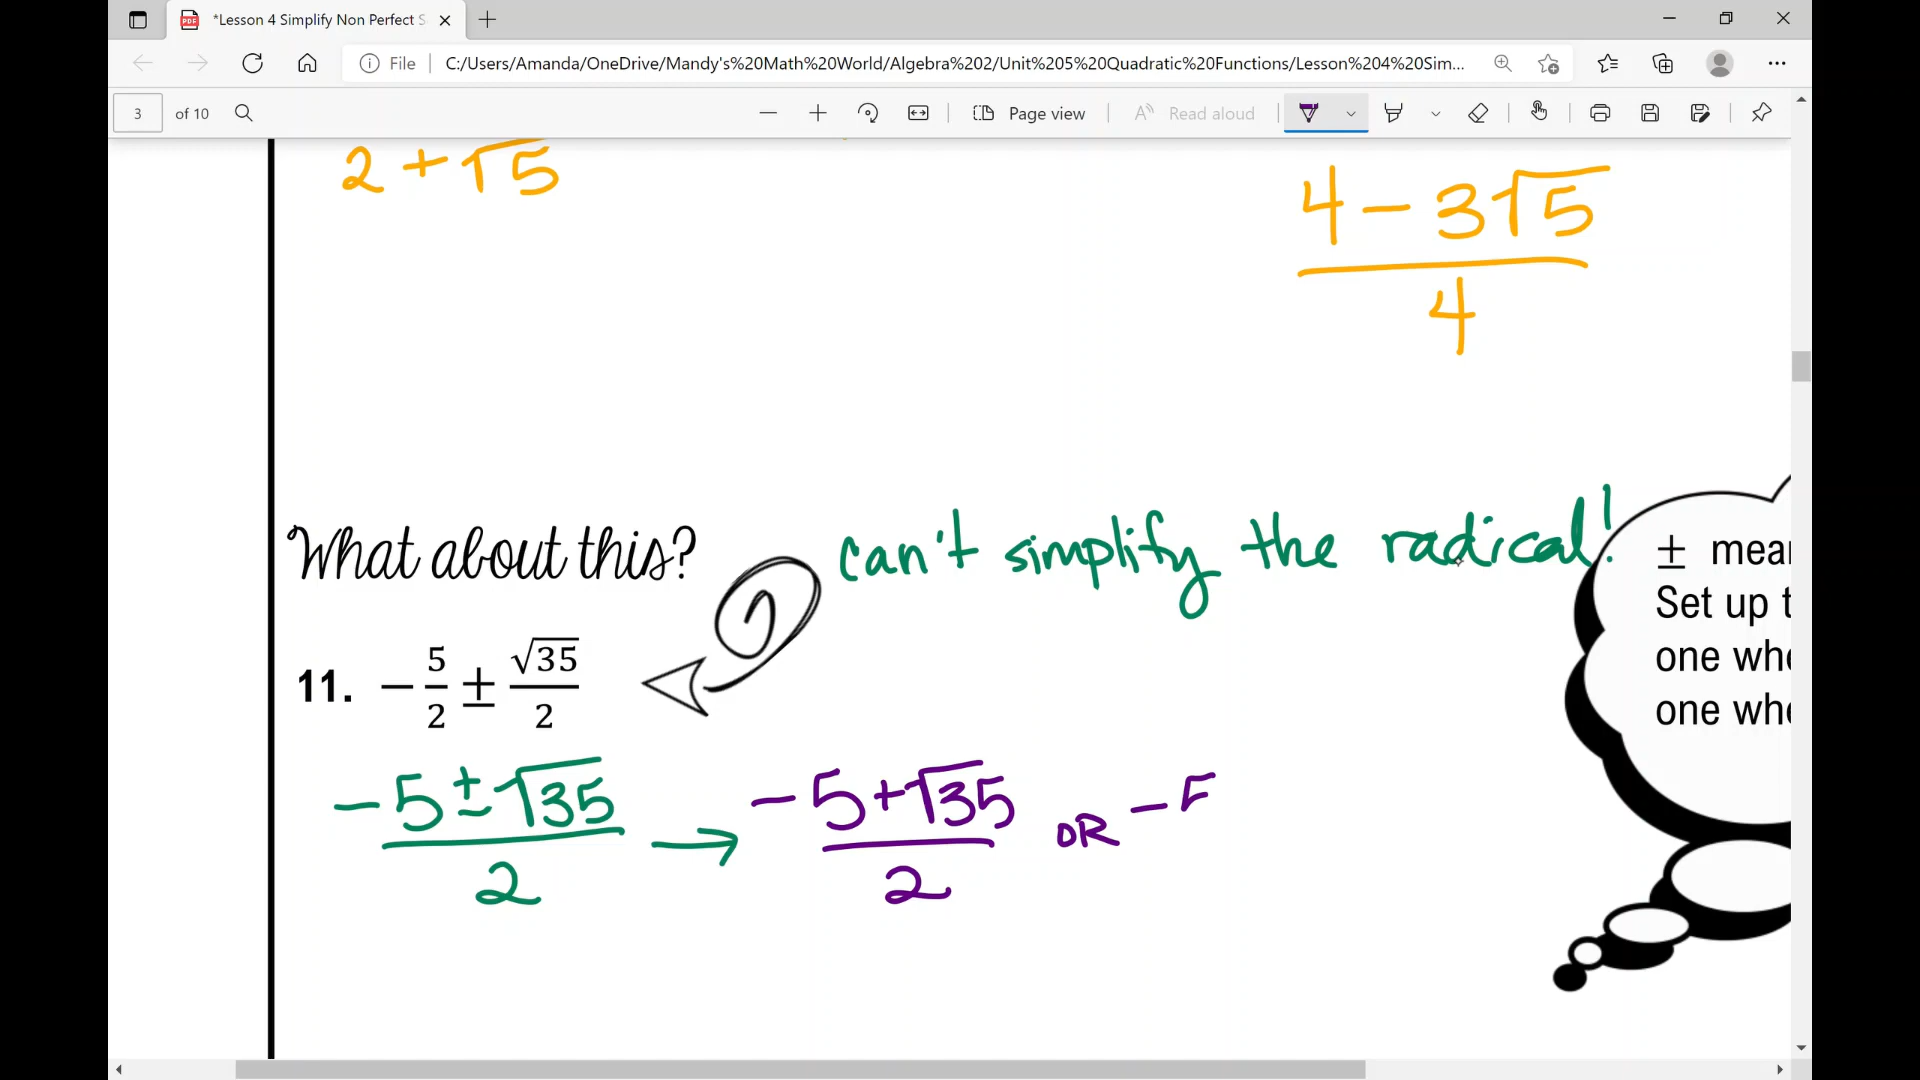 *Lesson 4 Simplify Non Perfect S
File C:/Users/Amanda/OneDrive/Mandy's%20Math%20World/Algebra%202/Unit%205%20Quadratic%20Functions/Lesson%204%20Sim...
3 of 10 Page view Read aloud
2 + √5
4 - 3√5
4
What about this? can't simplify the radical!
± mea
Set up t
one wh
one wh
11. - 5/2 ± √35/2
-5 ± √35 → -5 + √35 OR -5
2 2